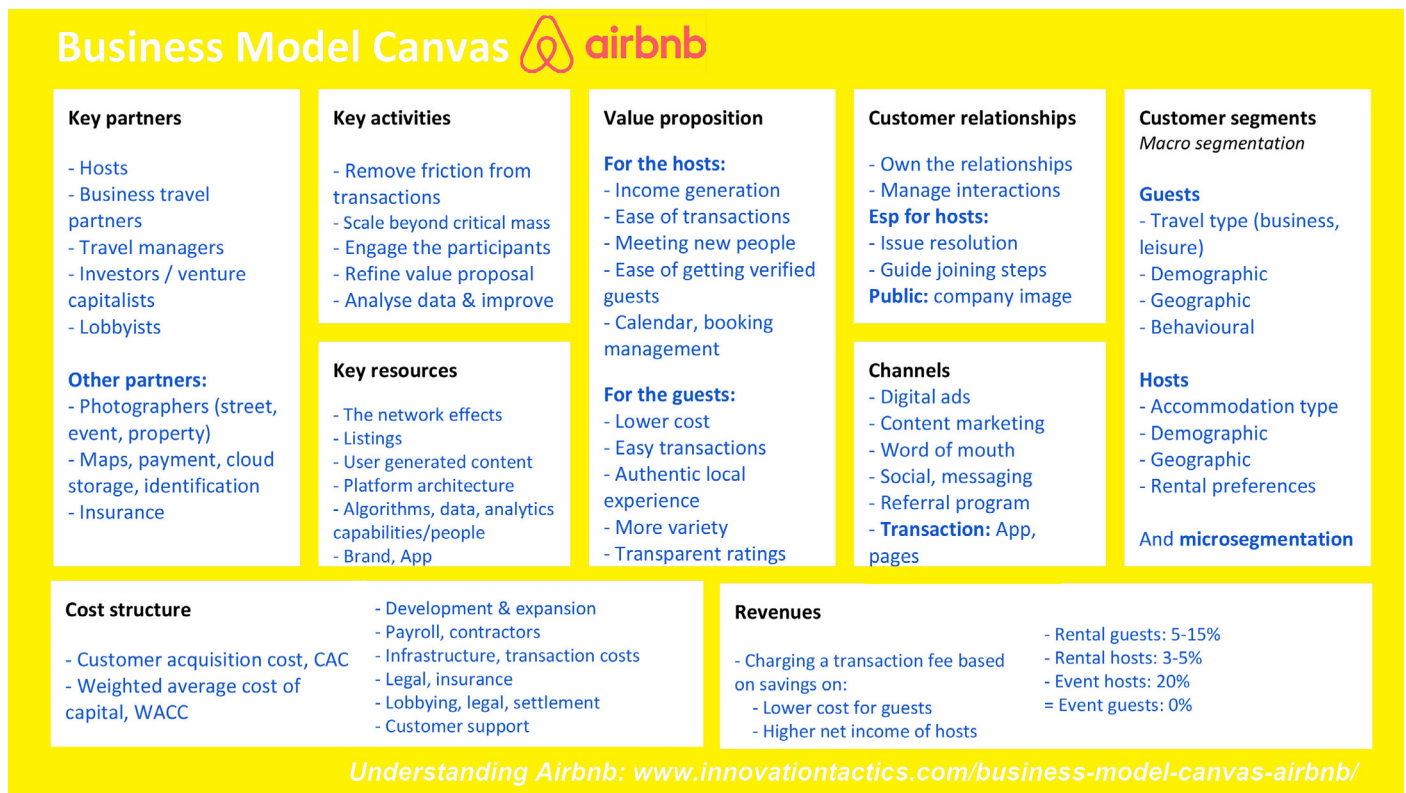 Business Model Canvas airbnb
Key partners
- Hosts
- Business travel
partners
- Travel managers
- Investors / venture
capitalists
- Lobbyists
Other partners:
- Photographers (street,
event, property)
- Maps, payment, cloud
storage, identification
- Insurance
Key activities
- Remove friction from
transactions
- Scale beyond critical mass
- Engage the participants
- Refine value proposal
- Analyse data & improve
Key resources
- The network effects
- Listings
- User generated content
- Platform architecture
- Algorithms, data, analytics
capabilities/people
- Brand, App
Value proposition
For the hosts:
- Income generation
- Ease of transactions
- Meeting new people
- Ease of getting verified
guests
- Calendar, booking
management
For the guests:
- Lower cost
- Easy transactions
- Authentic local
experience
- More variety
- Transparent ratings
Customer relationships
- Own the relationships
- Manage interactions
Esp for hosts:
- Issue resolution
- Guide joining steps
Public: company image
Channels
- Digital ads
- Content marketing
- Word of mouth
- Social, messaging
- Referral program
- Transaction: App,
pages
Customer segments
Macro segmentation
Guests
- Travel type (business,
leisure)
- Demographic
- Geographic
- Behavioural
Hosts
- Accommodation type
- Demographic
- Geographic
- Rental preferences
And microsegmentation
Cost structure
- Customer acquisition cost, CAC
- Weighted average cost of
capital, WACC
- Development & expansion
- Payroll, contractors
- Infrastructure, transaction costs
- Legal, insurance
- Lobbying, legal, settlement
- Customer support
Revenues
- Charging a transaction fee based
on savings on:
- Lower cost for guests
- Higher net income of hosts
- Rental guests: 5-15%
- Rental hosts: 3-5%
- Event hosts: 20%
= Event guests: 0%
Understanding Airbnb: www.innovationtactics.com/business-model-canvas-airbnb/